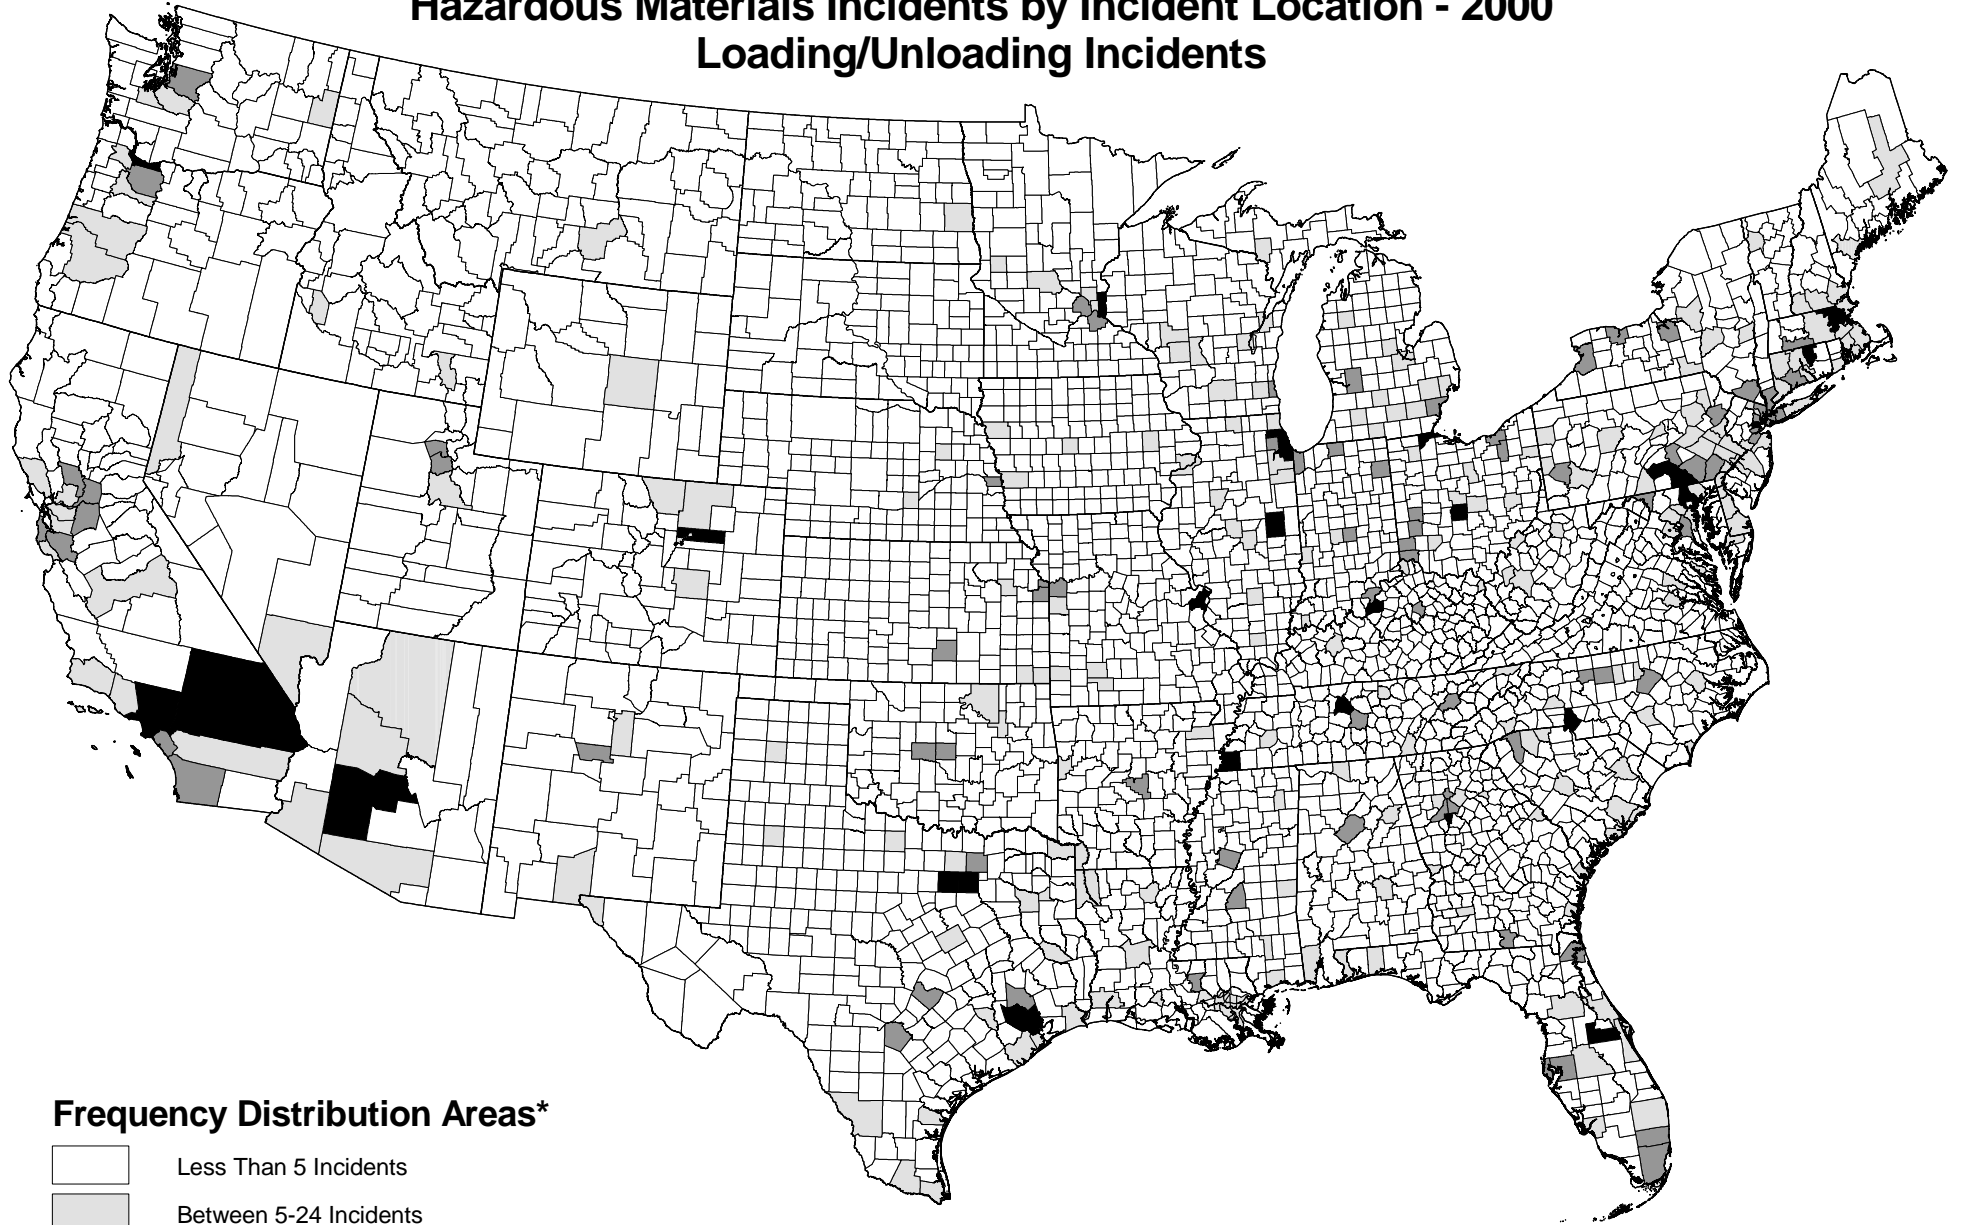 Hazardous Materials Incidents by Incident Location - 2000
Loading/Unloading Incidents
Frequency Distribution Areas*
Less Than 5 Incidents
Between 5-24 Incidents